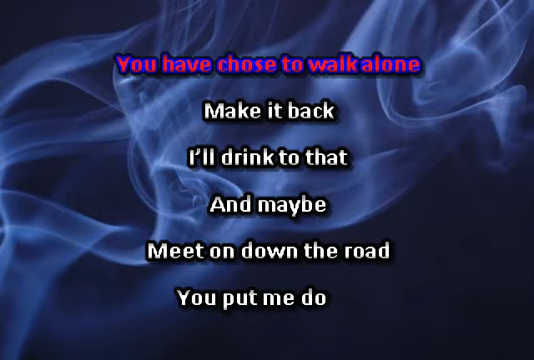 You have chose to walk alone
Make it back
I'll drink to that
And maybe
Meet on down the road
You put me do